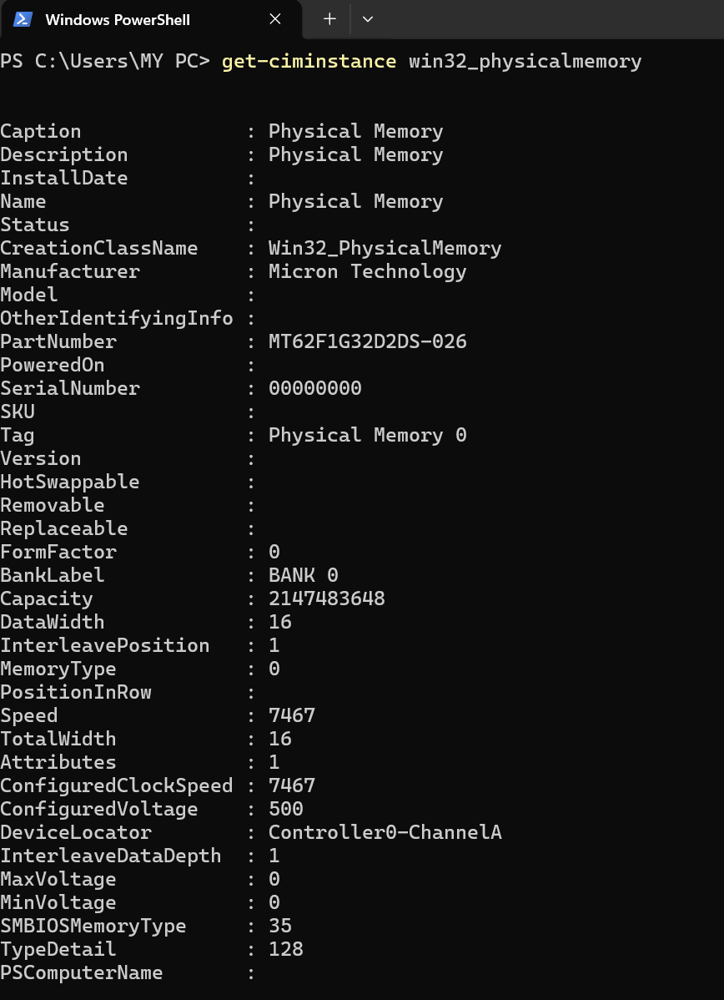 Windows PowerShell
PS C:\Users\MY PC> get-ciminstance win32_physicalmemory
Caption : Physical Memory
Description : Physical Memory
InstallDate :
Name : Physical Memory
Status :
CreationClassName : Win32_PhysicalMemory
Manufacturer : Micron Technology
Model :
OtherIdentifyingInfo :
PartNumber : MT62F1G32D2DS-026
PoweredOn :
SerialNumber : 00000000
SKU :
Tag : Physical Memory 0
Version :
HotSwappable :
Removable :
Replaceable :
FormFactor : 0
BankLabel : BANK 0
Capacity : 2147483648
DataWidth : 16
InterleavePosition : 1
MemoryType : 0
PositionInRow :
Speed : 7467
TotalWidth : 16
Attributes : 1
ConfiguredClockSpeed : 7467
ConfiguredVoltage : 500
DeviceLocator : Controller0-ChannelA
InterleaveDataDepth : 1
MaxVoltage : 0
MinVoltage : 0
SMBIOSMemoryType : 35
TypeDetail : 128
PSComputerName :